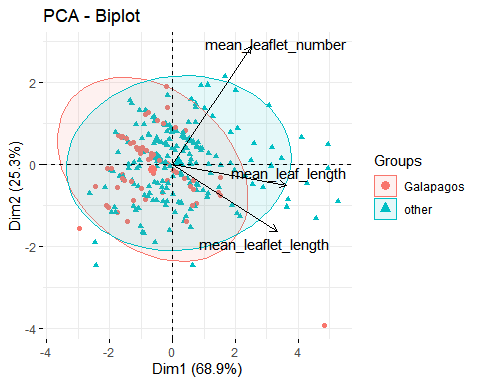 PCA - Biplot
mean_leaflet_number
2
mean_leaf_length
0
mean_leaflet_length
-2
-4
Dim2 (25.3%)
-4 -2 0 2 4
Dim1 (68.9%)
Groups
Galapagos
other